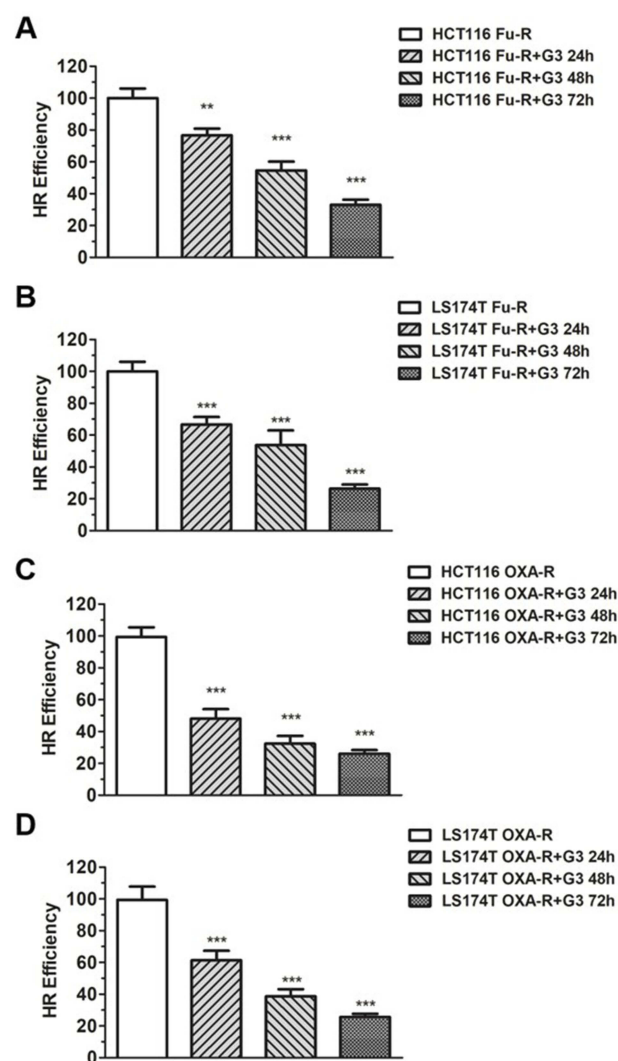 A
HCT116 Fu-R
HCT116 Fu-R+G3 24h
HCT116 Fu-R+G3 48h
HCT116 Fu-R+G3 72h
HR Efficiency
120
100
80
60
40
20
0
**
***
***
B
LS174T Fu-R
LS174T Fu-R+G3 24h
LS174T Fu-R+G3 48h
LS174T Fu-R+G3 72h
HR Efficiency
120
100
80
60
40
20
0
***
***
***
C
HCT116 OXA-R
HCT116 OXA-R+G3 24h
HCT116 OXA-R+G3 48h
HCT116 OXA-R+G3 72h
HR Efficiency
120
100
80
60
40
20
0
***
***
***
D
LS174T OXA-R
LS174T OXA-R+G3 24h
LS174T OXA-R+G3 48h
LS174T OXA-R+G3 72h
HR Efficiency
120
100
80
60
40
20
0
***
***
***